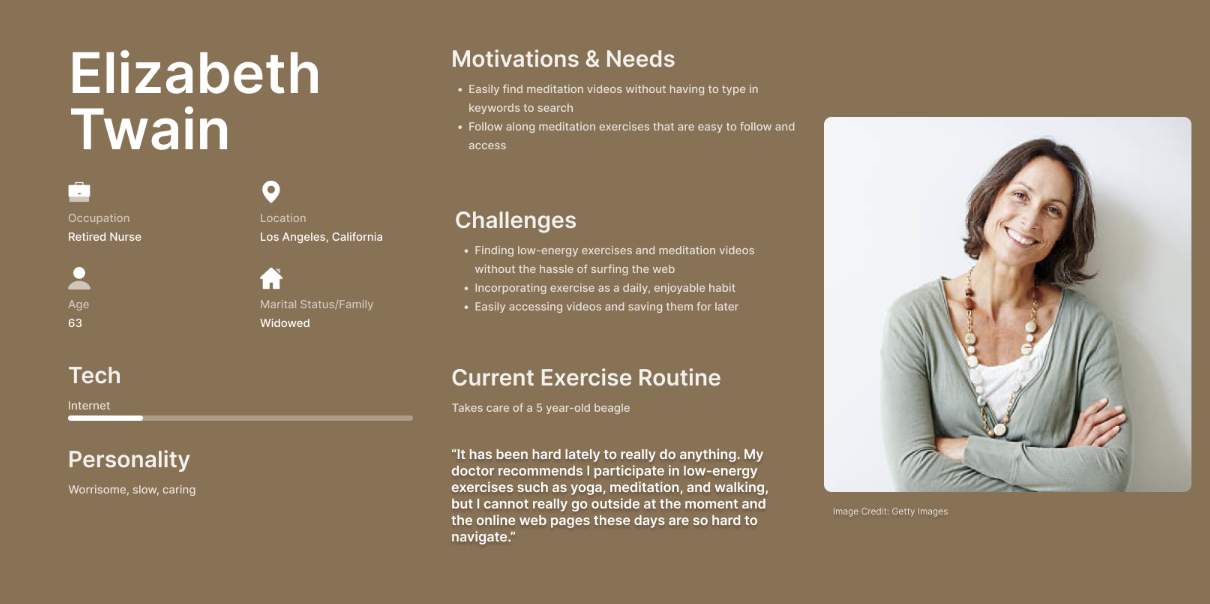 Elizabeth
Twain
Occupation
Retired Nurse
Location
Los Angeles, California
Age
63
Marital Status/Family
Widowed
Tech
Internet
Personality
Worrisome, slow, caring
Motivations & Needs
• Easily find meditation videos without having to type in
keywords to search
• Follow along meditation exercises that are easy to follow and
access
Challenges
• Finding low-energy exercises and meditation videos
without the hassle of surfing the web
• Incorporating exercise as a daily, enjoyable habit
• Easily accessing videos and saving them for later
Current Exercise Routine
Takes care of a 5 year-old beagle
“It has been hard lately to really do anything. My
doctor recommends I participate in low-energy
exercises such as yoga, meditation, and walking,
but I cannot really go outside at the moment and
the online web pages these days are so hard to
navigate.”
Image Credit: Getty Images